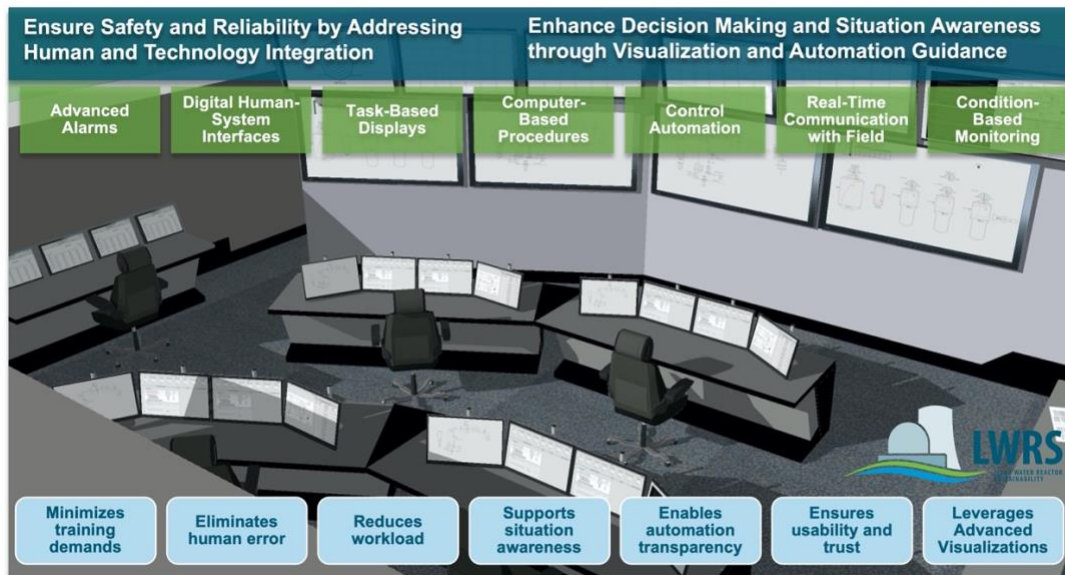 Ensure Safety and Reliability by Addressing
Human and Technology Integration
Enhance Decision Making and Situation Awareness
through Visualization and Automation Guidance
Advanced
Alarms
Digital Human-
System
Interfaces
Task-Based
Displays
Computer-
Based
Procedures
Control
Automation
Real-Time
Communication
with Field
Condition-
Based
Monitoring
LWRS
WATER REACTOR
Minimizes
training
demands
Eliminates
human error
Reduces
workload
Supports
situation
awareness
Enables
automation
transparency
Ensures
usability and
trust
Leverages
Advanced
Visualizations